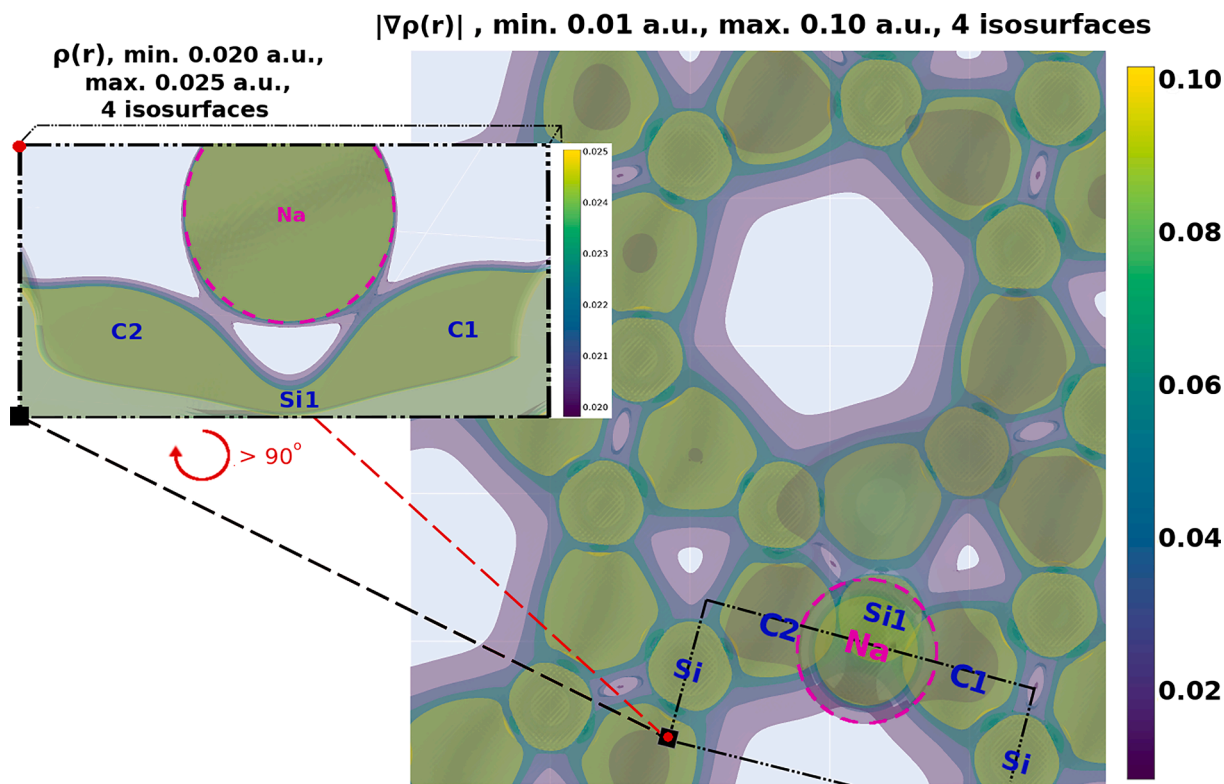 |∇ρ(r)| , min. 0.01 a.u., max. 0.10 a.u., 4 isosurfaces
ρ(r), min. 0.020 a.u.,
max. 0.025 a.u.,
4 isosurfaces
Na
C2
C1
Si1
0.025
0.024
0.023
0.022
0.021
0.020
> 90°
C2
Si1
Na
C1
Si
Si
0.10
0.08
0.06
0.04
0.02